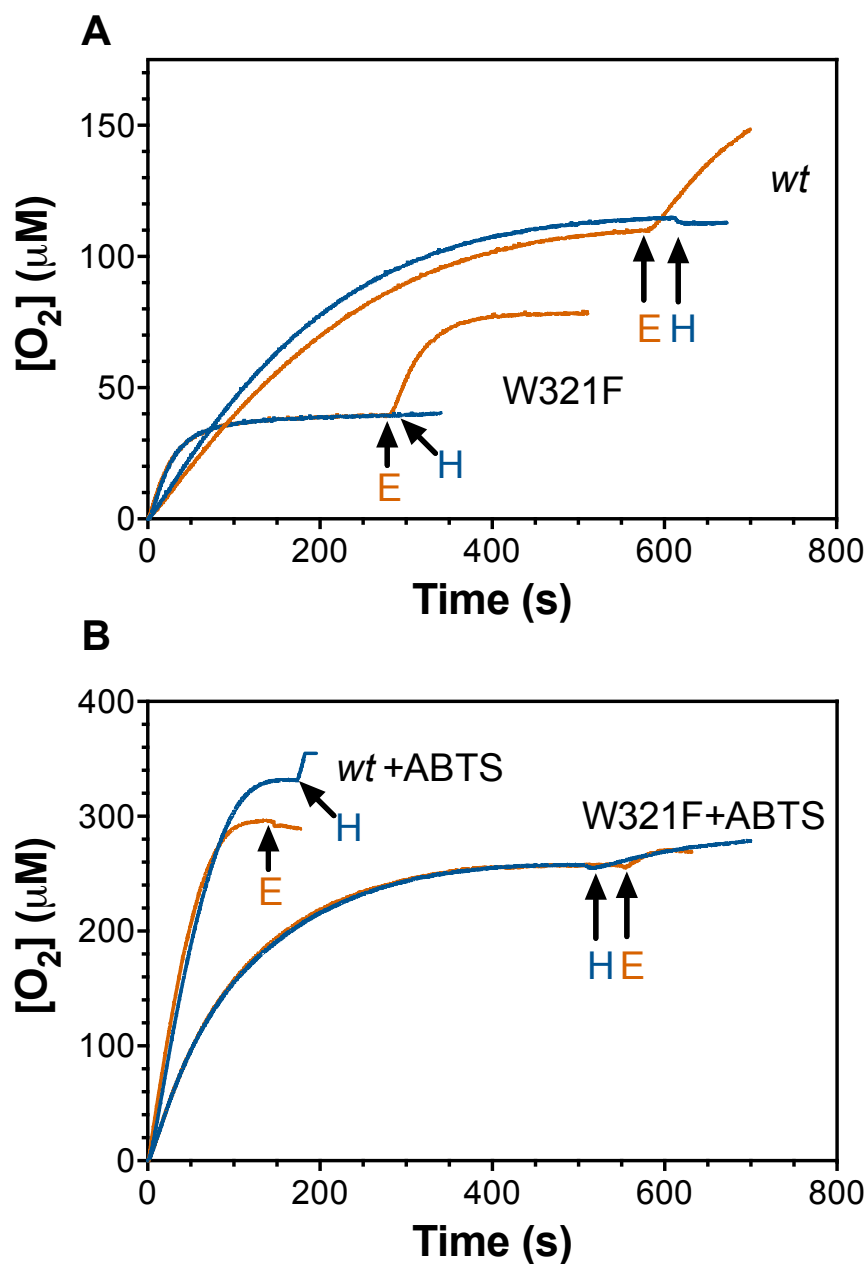 A
[O₂] (μM)
150
100
50
0
wt
E H
W321F
H
E
0 200 400 600 800
Time (s)
B
[O₂] (μM)
400
300
200
100
0
wt +ABTS
H
E
W321F+ABTS
H E
0 200 400 600 800
Time (s)